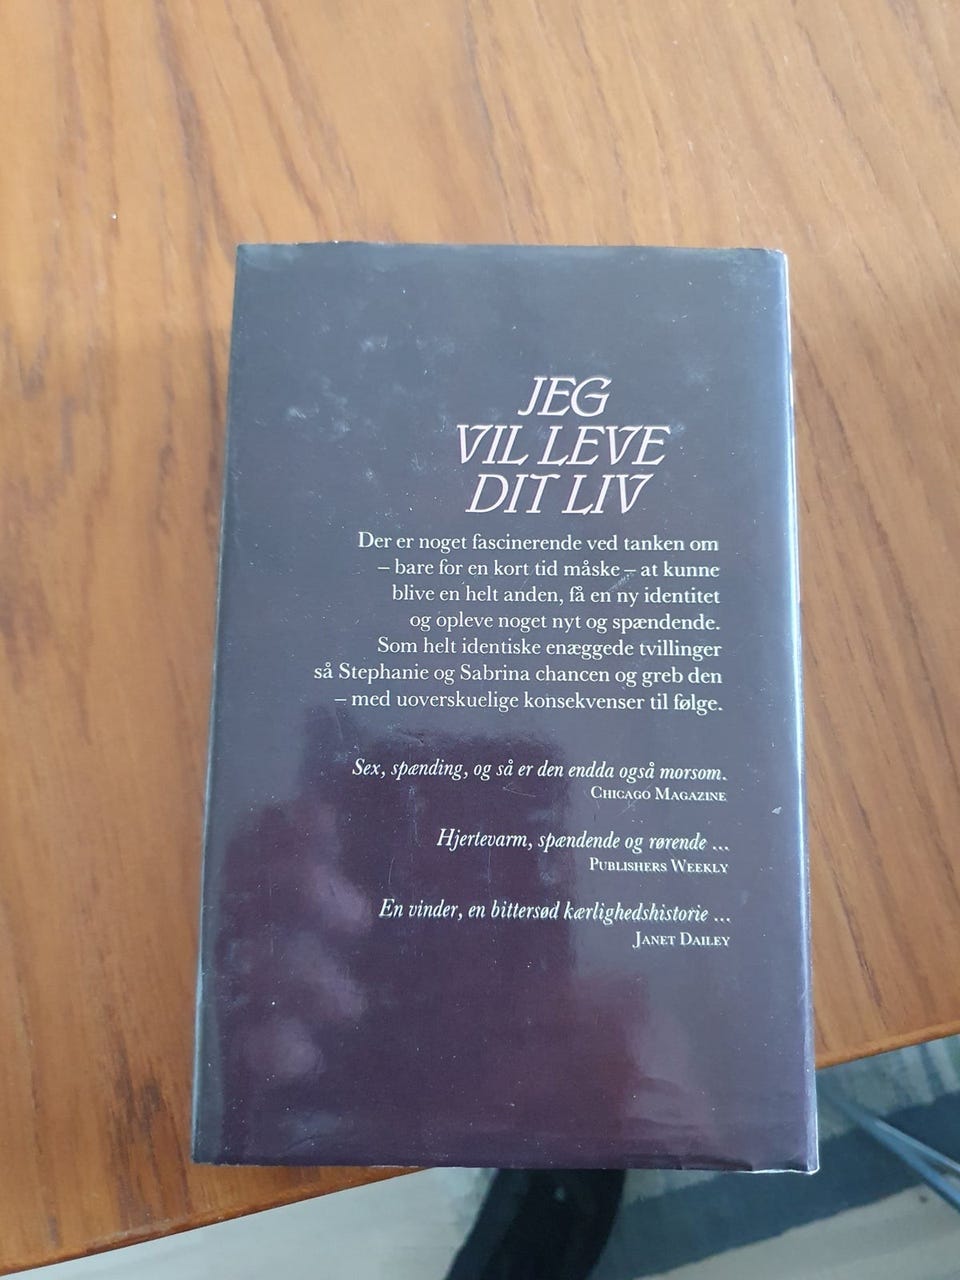 JEG
VIL LEVE
DIT LIV
Der er noget fascinerende ved tanken om
– bare for en kort tid måske – at kunne
blive en helt anden, få en ny identitet
og opleve noget nyt og spændende.
Som helt identiske enæggede tvillinger
så Stephanie og Sabrina chancen og greb den
– med uoverskuelige konsekvenser til følge.
Sex, spænding, og så er den endda også morsom.
CHICAGO MAGAZINE
Hjertevarm, spændende og rørende ...
PUBLISHERS WEEKLY
En vinder, en bittersød kærlighedshistorie ...
JANET DAILEY